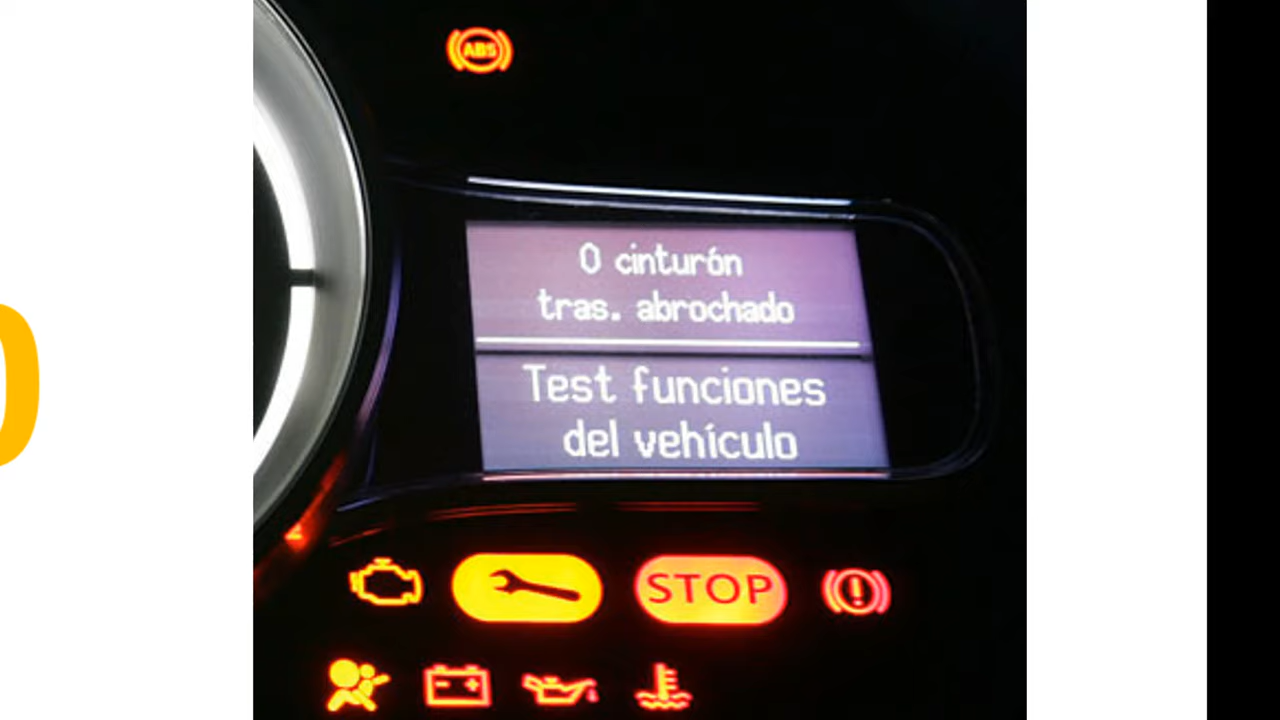 ABS
0 cinturón
tras. abrochado
Test funciones
del vehículo
STOP